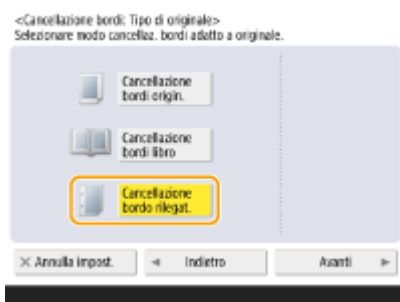 <Cancellazione bordi: Tipo di originale>
Selezionare modo cancellaz. bordi adatto a originale.
Cancellazione
bordi origin.
Cancellazione
bordi libro
Cancellazione
bordo rilegat.
× Annulla impost.
◄ Indietro
Avanti ►